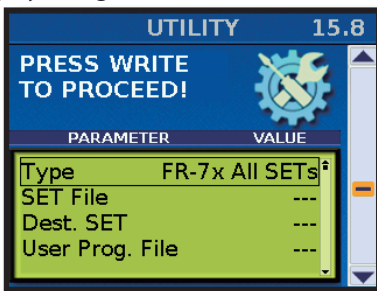 UTILITY 15.8
PRESS WRITE
TO PROCEED!
PARAMETER VALUE
Type FR-7x All SETs
SET File ---
Dest. SET ---
User Prog. File ---